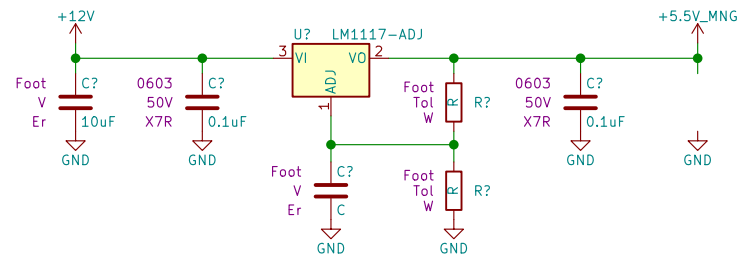 +12V
+5.5V_MNG
U?
LM1117-ADJ
3
VI
VO
2
ADJ
1
Foot
C?
V
Er
10uF
GND
0603
C?
50V
X7R
0.1uF
GND
Foot
Tol
R
R?
W
0603
C?
50V
X7R
0.1uF
GND
GND
Foot
C?
V
Er
C
GND
Foot
Tol
R
R?
W
GND